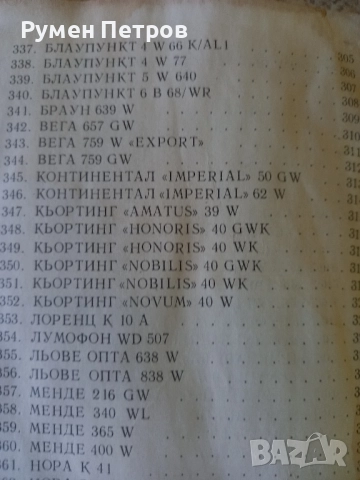 Румен Петров
337. БЛАУПУНКТ 4 W 66 K/AL1
338. БЛАУПУНКТ 4 W 77
339. БЛАУПУНКТ 5 W 640
340. БЛАУПУНКТ 6 B 68/WR
341. БРАУН 639 W
342. ВЕГА 657 GW
343. ВЕГА 759 W «EXPORT»
344. ВЕГА 759 GW
345. КОНТИНЕНТАЛ «IMPERIAL» 50 GW
346. КОНТИНЕНТАЛ «IMPERIAL» 62 W
347. КЬОРТИНГ «AMATUS» 39 W
348. КЬОРТИНГ «HONORIS» 40 GWK
349. КЬОРТИНГ «HONORIS» 40 WK
350. КЬОРТИНГ «NOBILIS» 40 GWK
351. КЬОРТИНГ «NOBILIS» 40 WK
352. КЬОРТИНГ «NOVUM» 40 W
353. ЛОРЕНЦ К 10 А
354. ЛУМОФОН WD 507
355. ЛЬОВЕ ОПТА 638 W
356. ЛЬОВЕ ОПТА 838 W
357. МЕНДЕ 216 GW
358. МЕНДЕ 340 WL
359. МЕНДЕ 365 W
360. МЕНДЕ 400 W
361. НОРА К 41
BAZAR